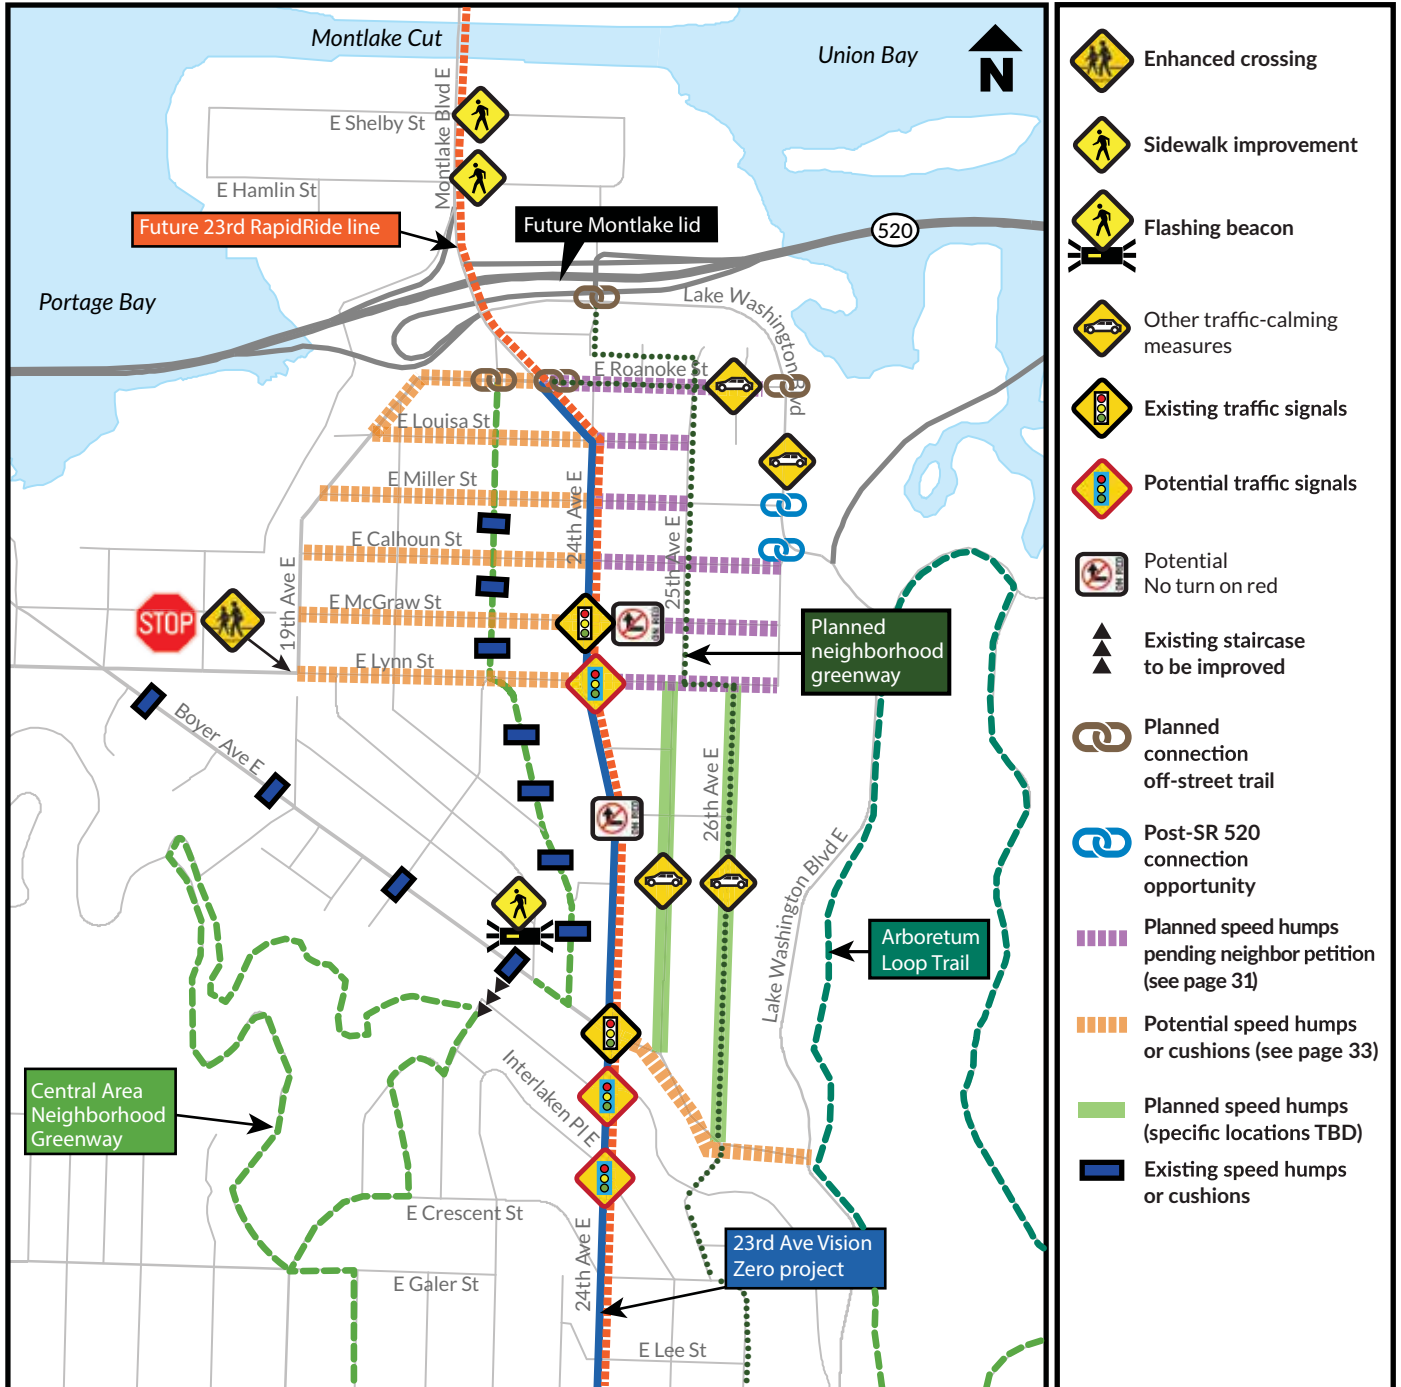 Montlake Cut
Union Bay
N
Montlake Blvd E
E Shelby St
E Hamlin St
Future 23rd RapidRide line
Future Montlake lid
520
Portage Bay
Lake Washington Blvd
E Roanoke St
E Louisa St
E Miller St
24th Ave E
E Calhoun St
25th Ave E
19th Ave E
E McGraw St
STOP
ON RED
E Lynn St
Planned
neighborhood
greenway
Boyer Ave E
26th Ave E
ON RED
Lake Washington Blvd E
Arboretum
Loop Trail
Interlaken Pl E
Central Area
Neighborhood
Greenway
E Crescent St
24th Ave E
23rd Ave Vision
Zero project
E Galer St
E Lee St
Enhanced crossing
Sidewalk improvement
Flashing beacon
Other traffic-calming
measures
Existing traffic signals
Potential traffic signals
ON RED
Potential
No turn on red
Existing staircase
to be improved
Planned
connection
off-street trail
Post-SR 520
connection
opportunity
Planned speed humps
pending neighbor petition
(see page 31)
Potential speed humps
or cushions (see page 33)
Planned speed humps
(specific locations TBD)
Existing speed humps
or cushions